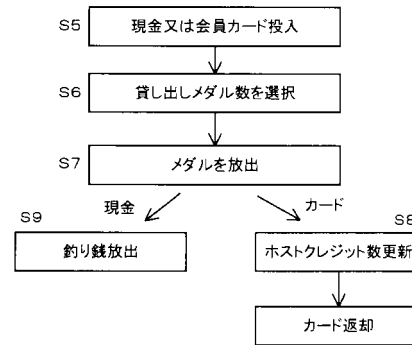 S5
現金又は会員カード投入
S6
貸し出しメダル数を選択
S7
メダルを放出
現金
カード
S9
S8
釣り銭放出
ホストクレジット数更新
カード返却